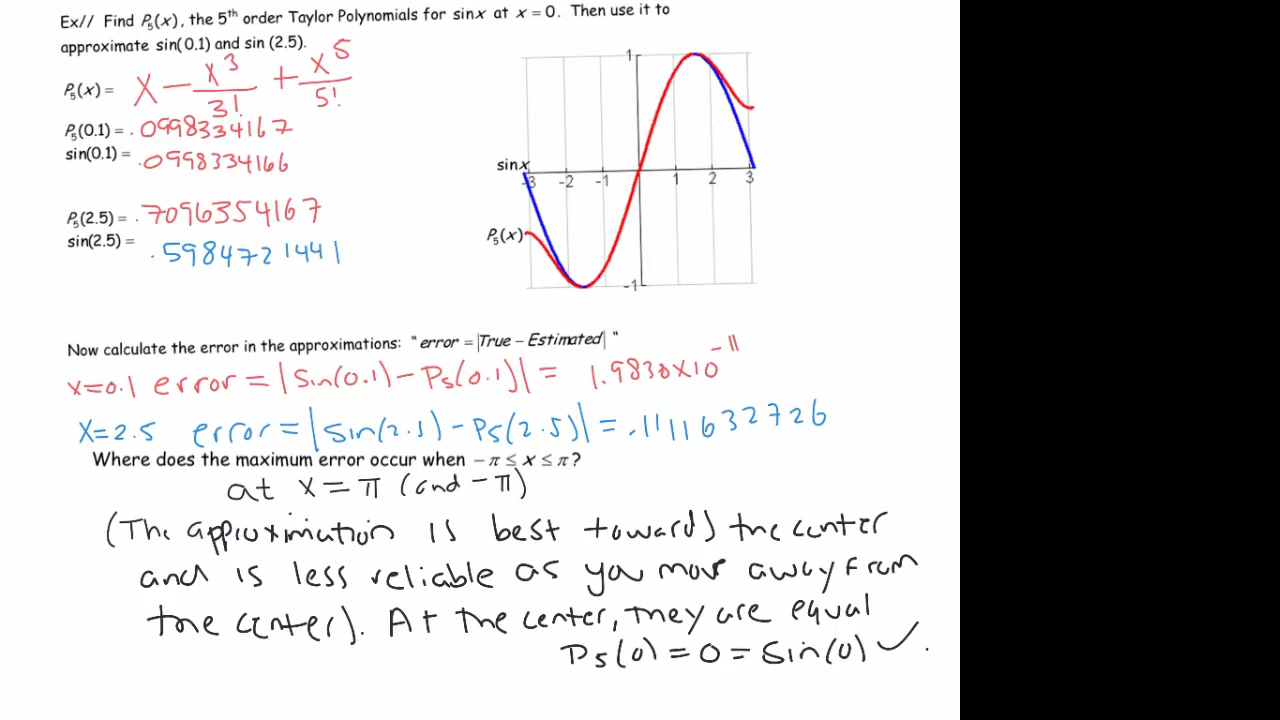 Ex// Find P₅(x), the 5ᵗʰ order Taylor Polynomials for sinx at x = 0. Then use it to
approximate sin(0.1) and sin (2.5).
P₅(x) = x − x³/3! + x⁵/5!
P₅(0.1) = .0998334167
sin(0.1) = .0998334166
P₅(2.5) = .7096354167
sin(2.5) = .5984721441
1
sinx
-3 -2 -1 1 2 3
P₅(x)
-1
Now calculate the error in the approximations: "error = |True − Estimated| "
x=0.1 error = |Sin(0.1) − P₅(0.1)| = 1.9830×10⁻¹¹
x=2.5 error = |sin(2.5) − P₅(2.5)| = .1111632726
Where does the maximum error occur when −π ≤ x ≤ π?
at x = π (and −π)
(The approximation is best toward) the center
and is less reliable as you move away from
the center). At the center, they are equal
P₅(0) = 0 = Sin(0) ✓.